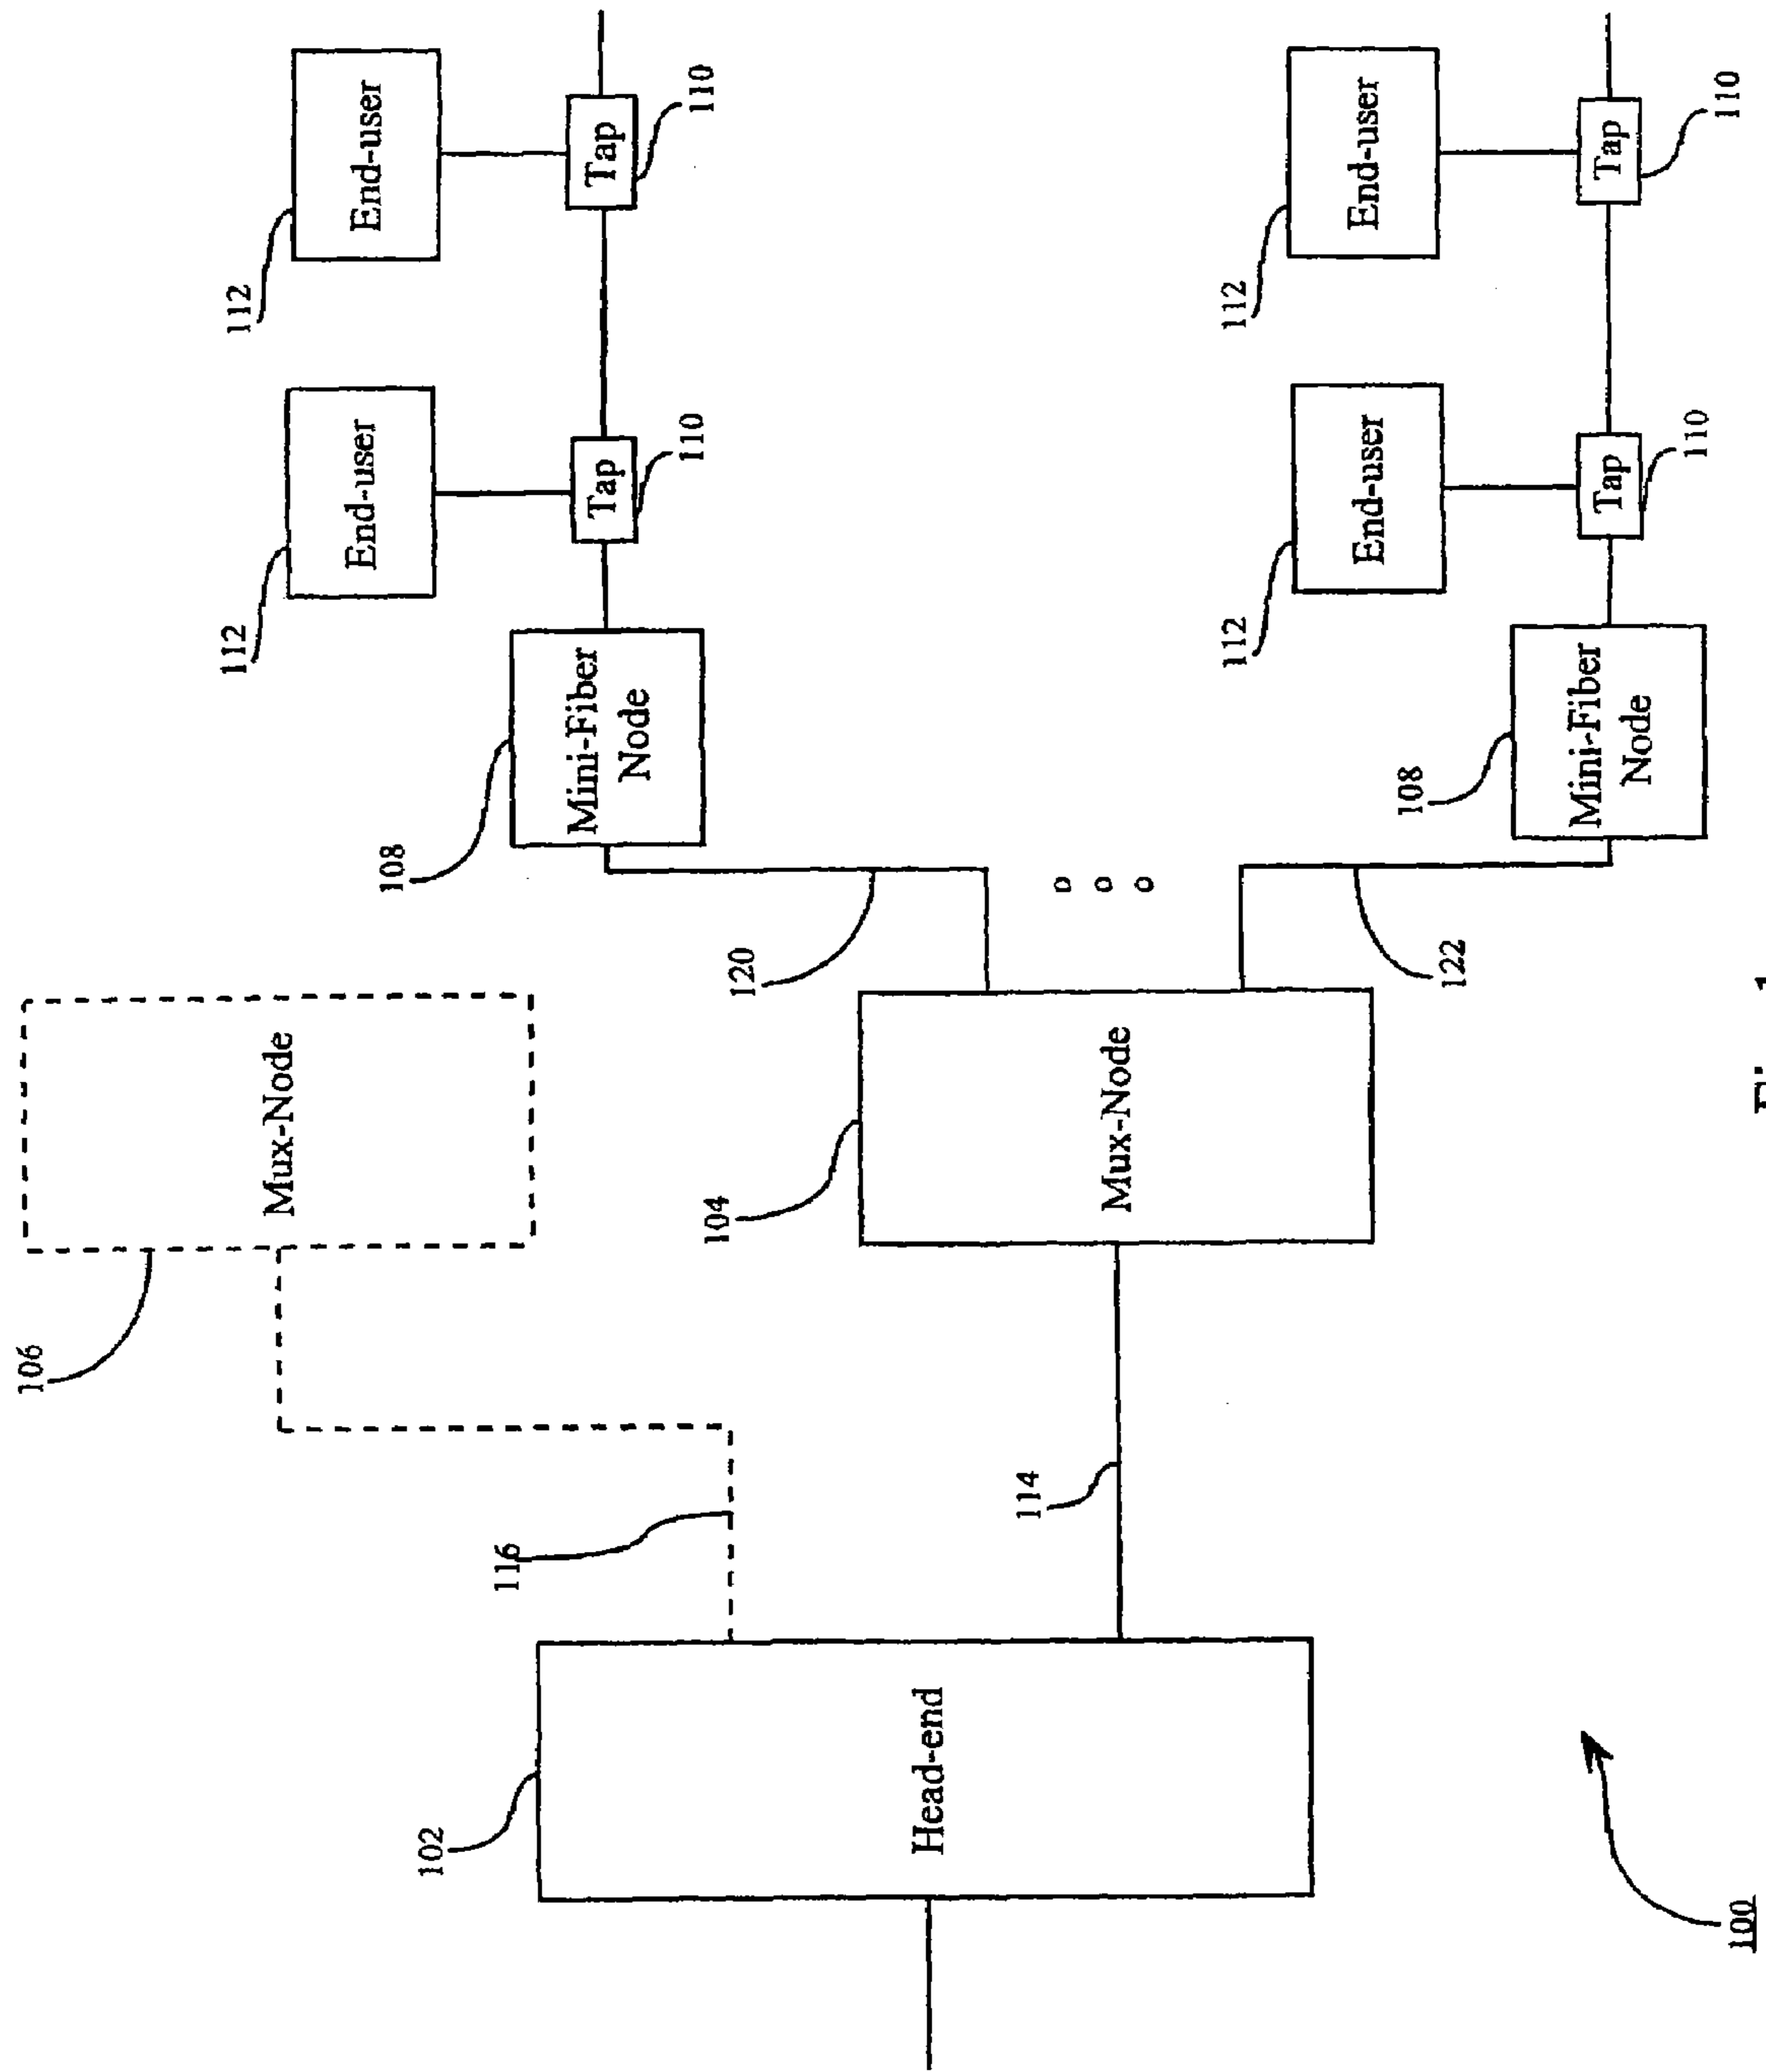 106
Mux-Node
112
End-user
112
End-user
108
Mini-Fiber
Node
Tap
110
Tap
110
116
120
102
Head-end
114
104
Mux-Node
122
112
End-user
112
End-user
108
Mini-Fiber
Node
Tap
110
Tap
110
100